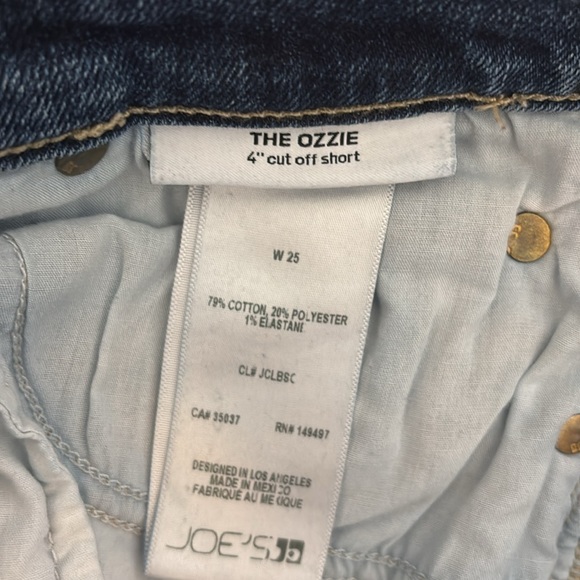 THE OZZIE
4" cut off short
W 25
79% COTTON, 20% POLYESTER
1% ELASTANE
CL# JCLBSC
CA# 35037 RN# 149497
DESIGNED IN LOS ANGELES
MADE IN MEXICO
FABRIQUÉ AU MEXIQUE
JOE'S